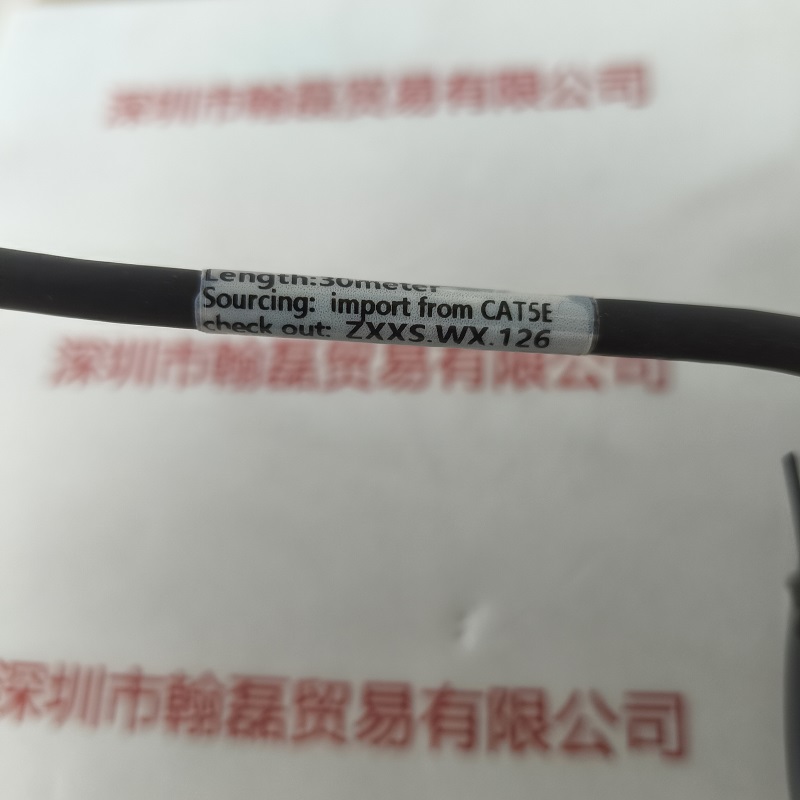 深圳市翰磊贸易有限公司
Length:30meter
Sourcing: import from CAT5E
check out: ZXXS.WX.126
深圳市翰磊贸易有限公司
深圳市翰磊贸易有限公司